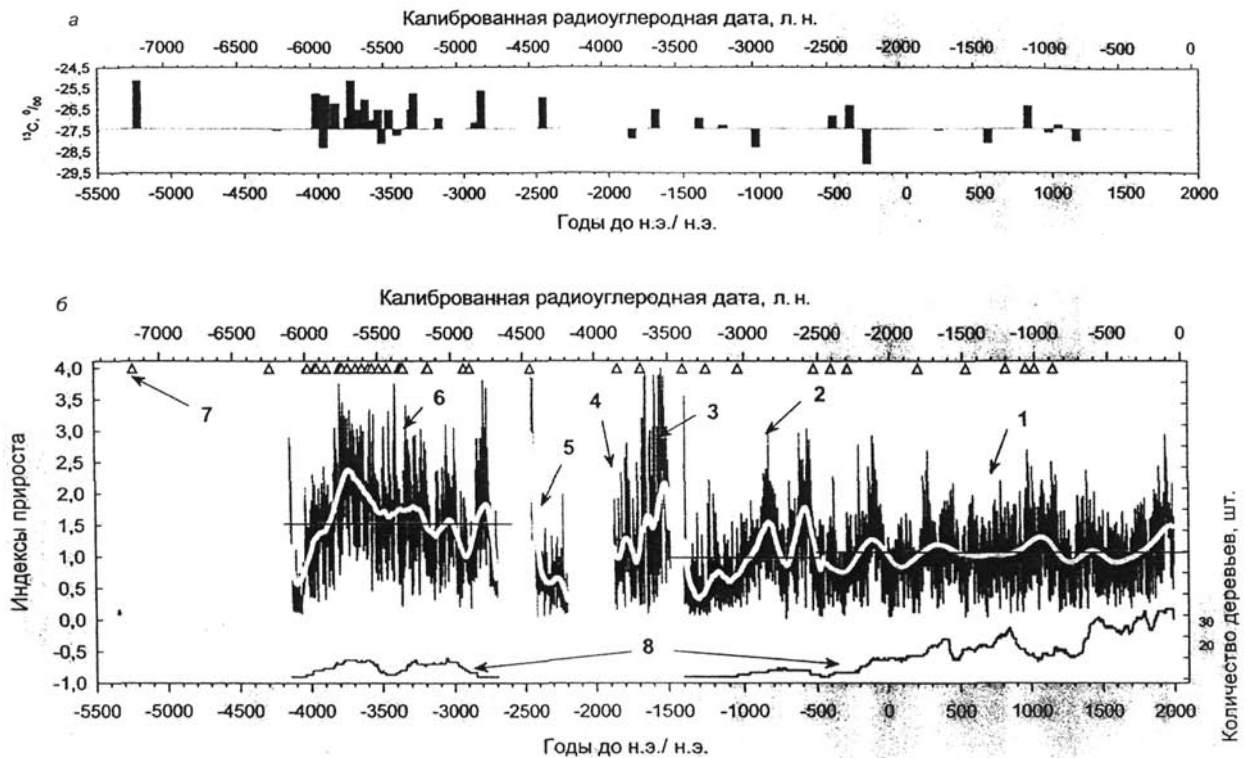 а
Калиброванная радиоуглеродная дата, л. н.
-7000 -6500 -6000 -5500 -5000 -4500 -4000 -3500 -3000 -2500 -2000 -1500 -1000 -500 0
¹³C, ⁰/₀₀
-24,5
-25,5
-26,5
-27,5
-28,5
-29,5
-5500 -5000 -4500 -4000 -3500 -3000 -2500 -2000 -1500 -1000 -500 0 500 1000 1500 2000
Годы до н.э./ н.э.
б
Калиброванная радиоуглеродная дата, л. н.
-7000 -6500 -6000 -5500 -5000 -4500 -4000 -3500 -3000 -2500 -2000 -1500 -1000 -500 0
Индексы прироста
4,0
3,5
3,0
2,5
2,0
1,5
1,0
0,5
0,0
-0,5
-1,0
7
6
5
4
3
2
1
8
30
20
Количество деревьев, шт.
-5500 -5000 -4500 -4000 -3500 -3000 -2500 -2000 -1500 -1000 -500 0 500 1000 1500 2000
Годы до н.э./ н.э.